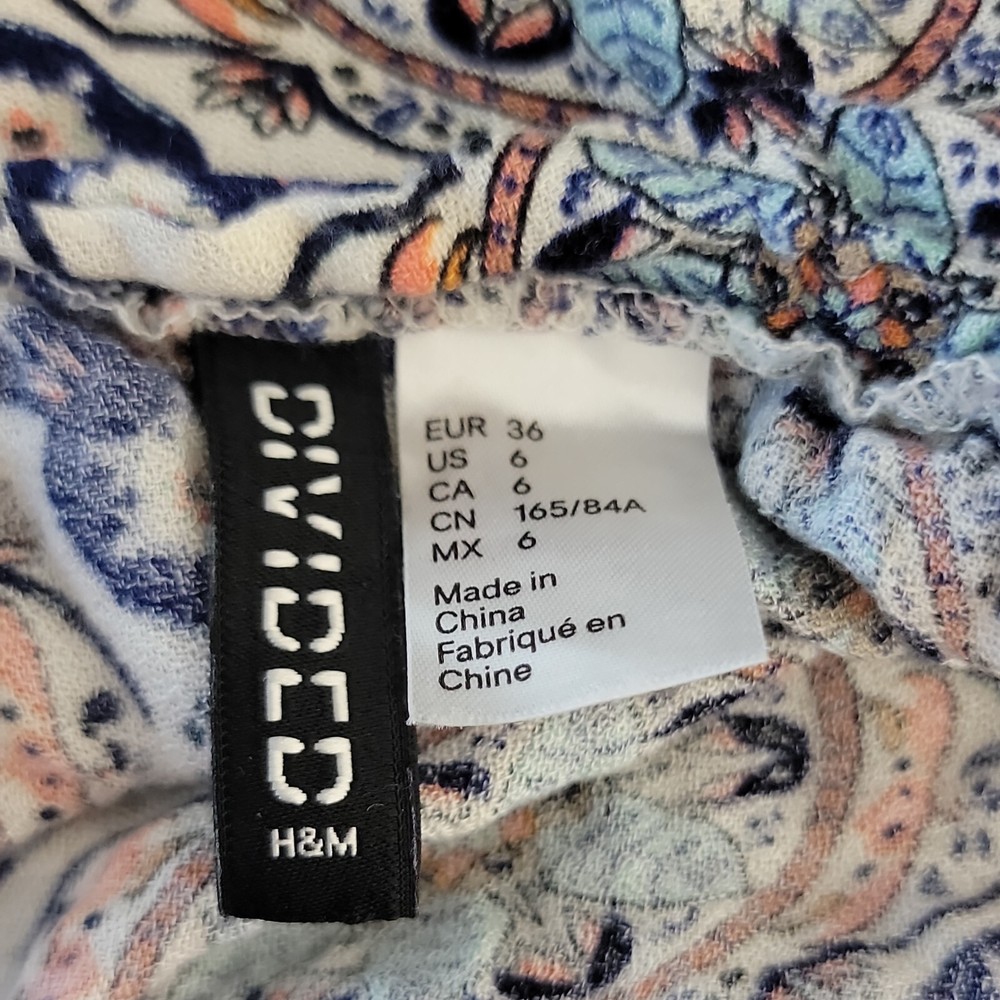 DIVIDED
H&M
EUR 36
US 6
CA 6
CN 165/84A
MX 6
Made in
China
Fabriqué en
Chine